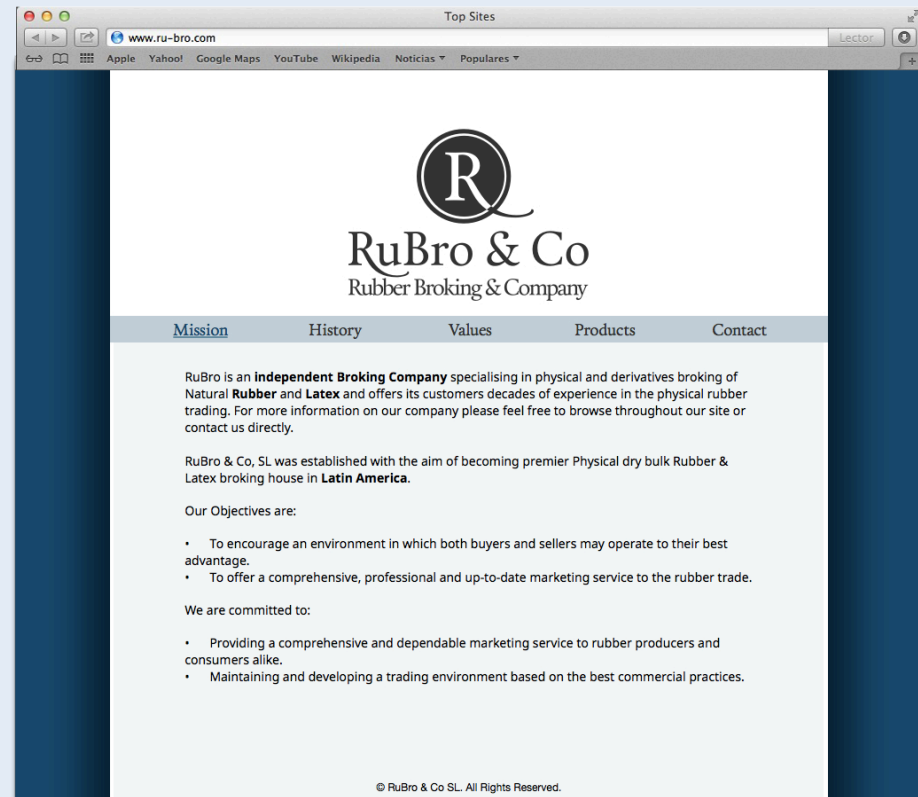 Top Sites
www.ru-bro.com
Lector
Apple Yahoo! Google Maps YouTube Wikipedia Noticias Populares
R
RuBro & Co
Rubber Broking & Company
Mission History Values Products Contact
RuBro is an independent Broking Company specialising in physical and derivatives broking of
Natural Rubber and Latex and offers its customers decades of experience in the physical rubber
trading. For more information on our company please feel free to browse throughout our site or
contact us directly.
RuBro & Co, SL was established with the aim of becoming premier Physical dry bulk Rubber &
Latex broking house in Latin America.
Our Objectives are:
• To encourage an environment in which both buyers and sellers may operate to their best
advantage.
• To offer a comprehensive, professional and up-to-date marketing service to the rubber trade.
We are committed to:
• Providing a comprehensive and dependable marketing service to rubber producers and
consumers alike.
• Maintaining and developing a trading environment based on the best commercial practices.
© RuBro & Co SL. All Rights Reserved.